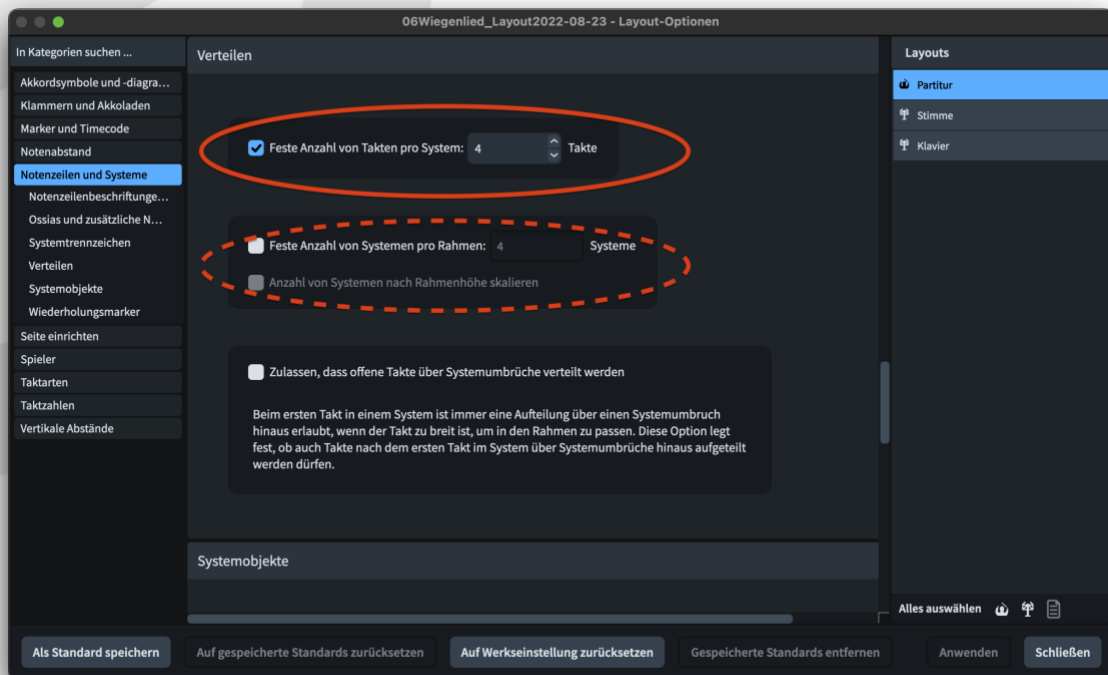 06Wiegenlied_Layout2022-08-23 - Layout-Optionen
In Kategorien suchen ...
Akkordsymbole und -diagra...
Klammern und Akkoladen
Marker und Timecode
Notenabstand
Notenzeilen und Systeme
Notenzeilenbeschriftunge...
Ossias und zusätzliche N...
Systemtrennzeichen
Verteilen
Systemobjekte
Wiederholungsmarker
Seite einrichten
Spieler
Taktarten
Taktzahlen
Vertikale Abstände
Verteilen
Feste Anzahl von Takten pro System: 4 Takte
Feste Anzahl von Systemen pro Rahmen: 4 Systeme
Anzahl von Systemen nach Rahmenhöhe skalieren
Zulassen, dass offene Takte über Systemumbrüche verteilt werden
Beim ersten Takt in einem System ist immer eine Aufteilung über einen Systemumbruch
hinaus erlaubt, wenn der Takt zu breit ist, um in den Rahmen zu passen. Diese Option legt
fest, ob auch Takte nach dem ersten Takt im System über Systemumbrüche hinaus aufgeteilt
werden dürfen.
Systemobjekte
Layouts
Partitur
Stimme
Klavier
Alles auswählen
Als Standard speichern
Auf gespeicherte Standards zurücksetzen
Auf Werkseinstellung zurücksetzen
Gespeicherte Standards entfernen
Anwenden
Schließen